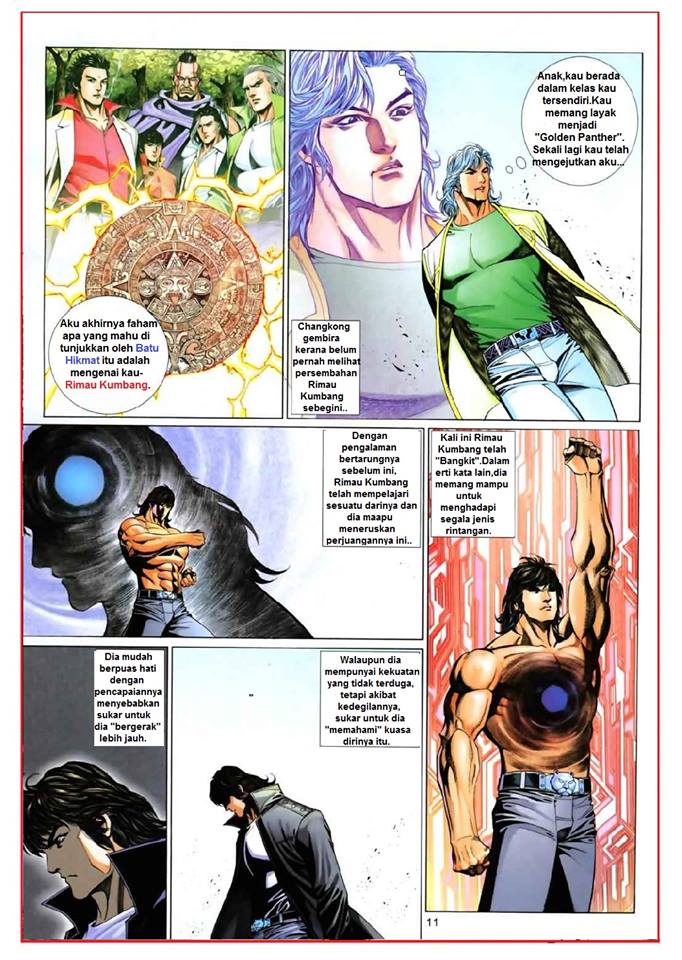 Aku akhirnya faham
apa yang mahu di
tunjukkan oleh Batu
Hikmat itu adalah
mengenai kau-
Rimau Kumbang.
Anak,kau berada
dalam kelas kau
tersendiri.Kau
memang layak
menjadi
"Golden Panther".
Sekali lagi kau telah
mengejutkan aku...
Changkong
gembira
kerana belum
pernah melihat
persembahan
Rimau
Kumbang
sebegini..
Dengan
pengalaman
bertarungnya
sebelum ini,
Rimau Kumbang
telah mempelajari
sesuatu darinya dan
dia maapu
meneruskan
perjuangannya ini..
Kali ini Rimau
Kumbang telah
"Bangkit".Dalam
erti kata lain,dia
memang mampu
untuk
menghadapi
segala jenis
rintangan.
Dia mudah
berpuas hati
dengan
pencapaiannya
menyebabkan
sukar untuk
dia "bergerak"
lebih jauh.
Walaupun dia
mempunyai kekuatan
yang tidak terduga,
tetapi akibat
kedegilannya,
sukar untuk dia
"memahami" kuasa
dirinya itu.
11